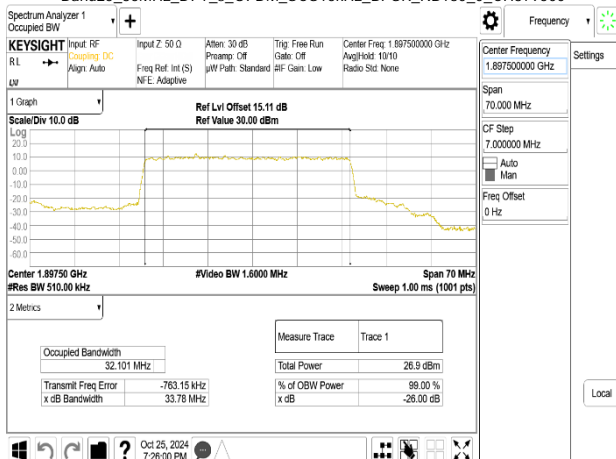 Spectrum Analyzer 1
Occupied BW
Frequency
KEYSIGHT
Input: RF
Coupling: DC
Align: Auto
Input Z: 50 Ω
Freq Ref: Int (S)
NFE: Adaptive
Atten: 30 dB
Preamp: Off
µW Path: Standard
Trig: Free Run
Gate: Off
#IF Gain: Low
Center Freq: 1.897500000 GHz
Avg|Hold: 10/10
Radio Std: None
R L
Center Frequency
1.897500000 GHz
Settings
Span
70.000 MHz
CF Step
7.000000 MHz
Auto
Man
Freq Offset
0 Hz
Local
1 Graph
Scale/Div 10.0 dB
Ref Lvl Offset 15.11 dB
Ref Value 30.00 dBm
Log
20.0
10.0
0.00
-10.0
-20.0
-30.0
-40.0
-50.0
-60.0
Center 1.89750 GHz
#Video BW 1.6000 MHz
Span 70 MHz
#Res BW 510.00 kHz
Sweep 1.00 ms (1001 pts)
2 Metrics
Measure Trace
Trace 1
Occupied Bandwidth
32.101 MHz
Total Power
26.9 dBm
Transmit Freq Error
-763.15 kHz
% of OBW Power
99.00 %
x dB Bandwidth
33.78 MHz
x dB
-26.00 dB
Oct 25, 2024
7:26:00 PM